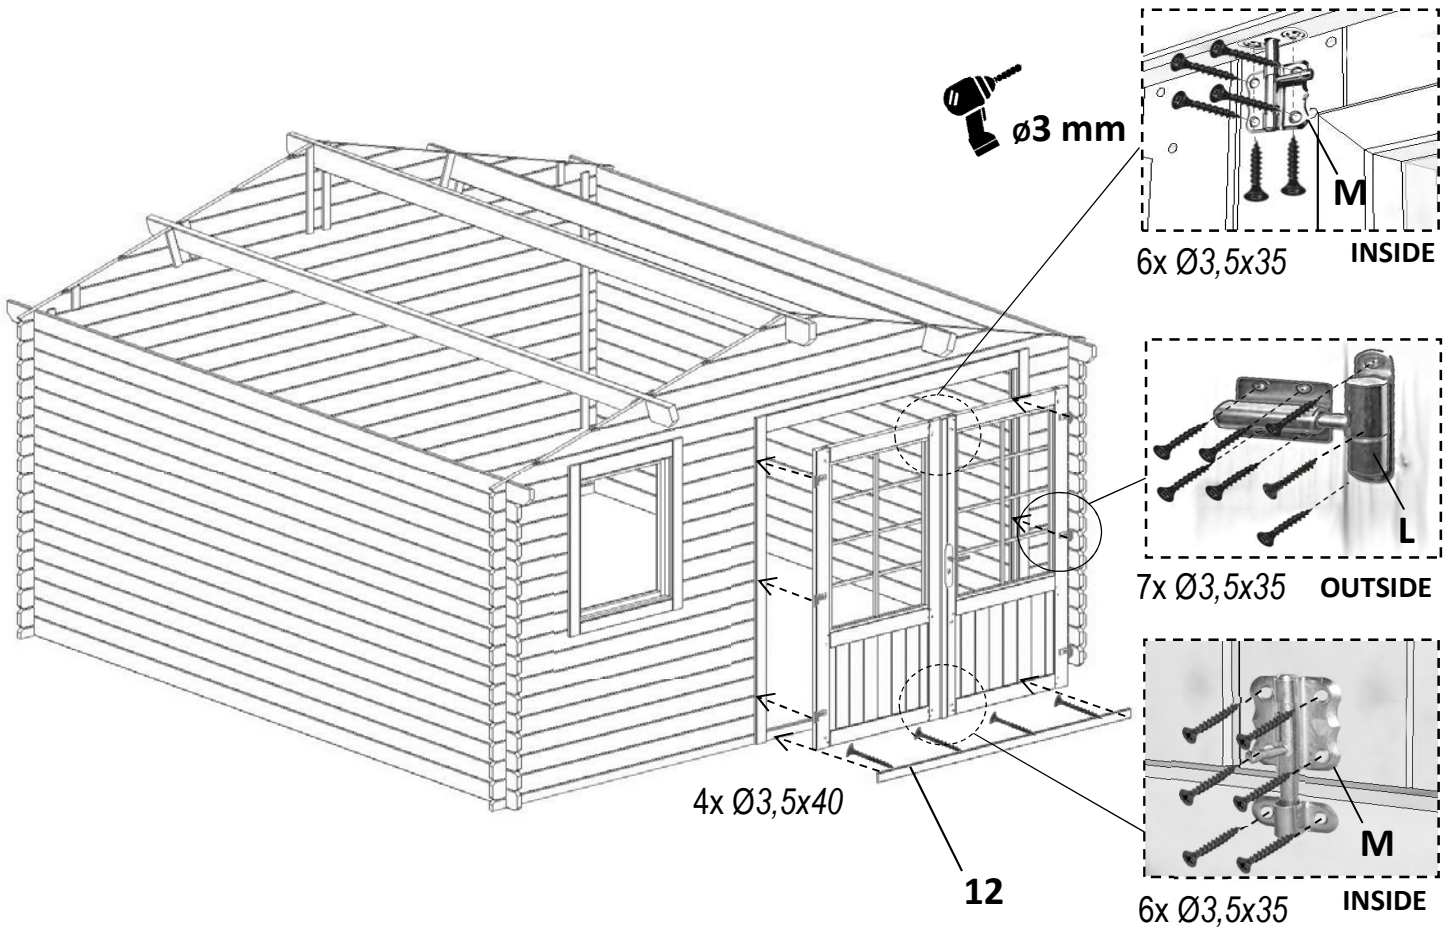 ø3 mm
M
6x Ø3,5x35 INSIDE
L
7x Ø3,5x35 OUTSIDE
4x Ø3,5x40
M
12
6x Ø3,5x35 INSIDE